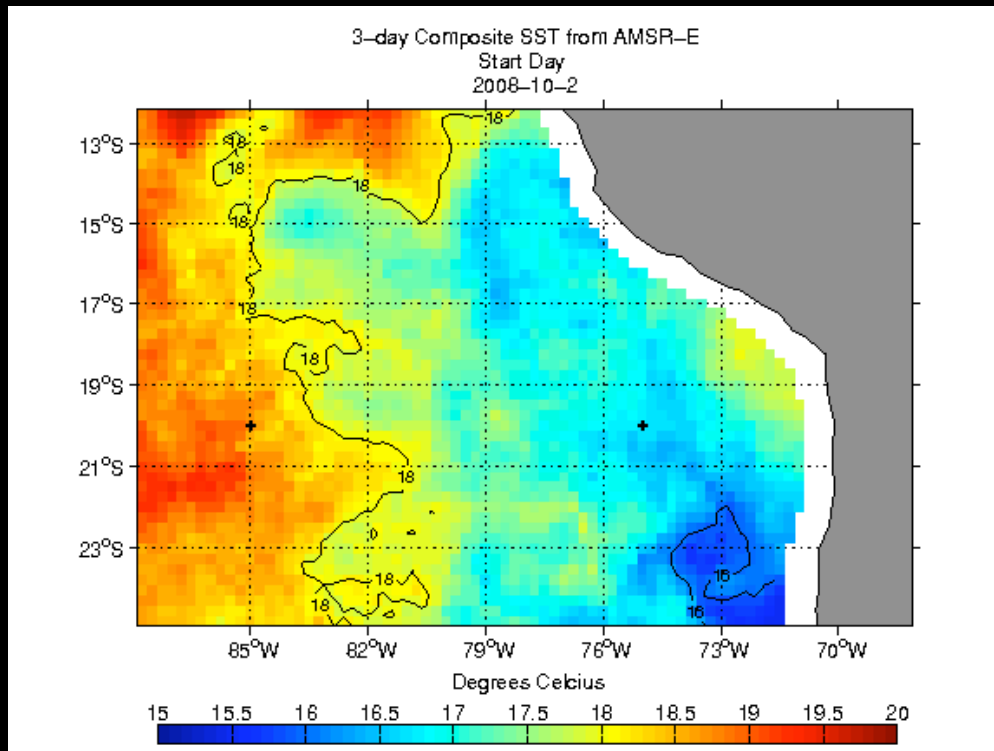 3-day Composite SST from AMSR-E
Start Day
2008-10-2
18
18
13°S
18
18
18
15°S
18
17°S
18
19°S
21°S
18
23°S
18
16
18
16
85°W 82°W 79°W 76°W 73°W 70°W
Degrees Celcius
15 15.5 16 16.5 17 17.5 18 18.5 19 19.5 20